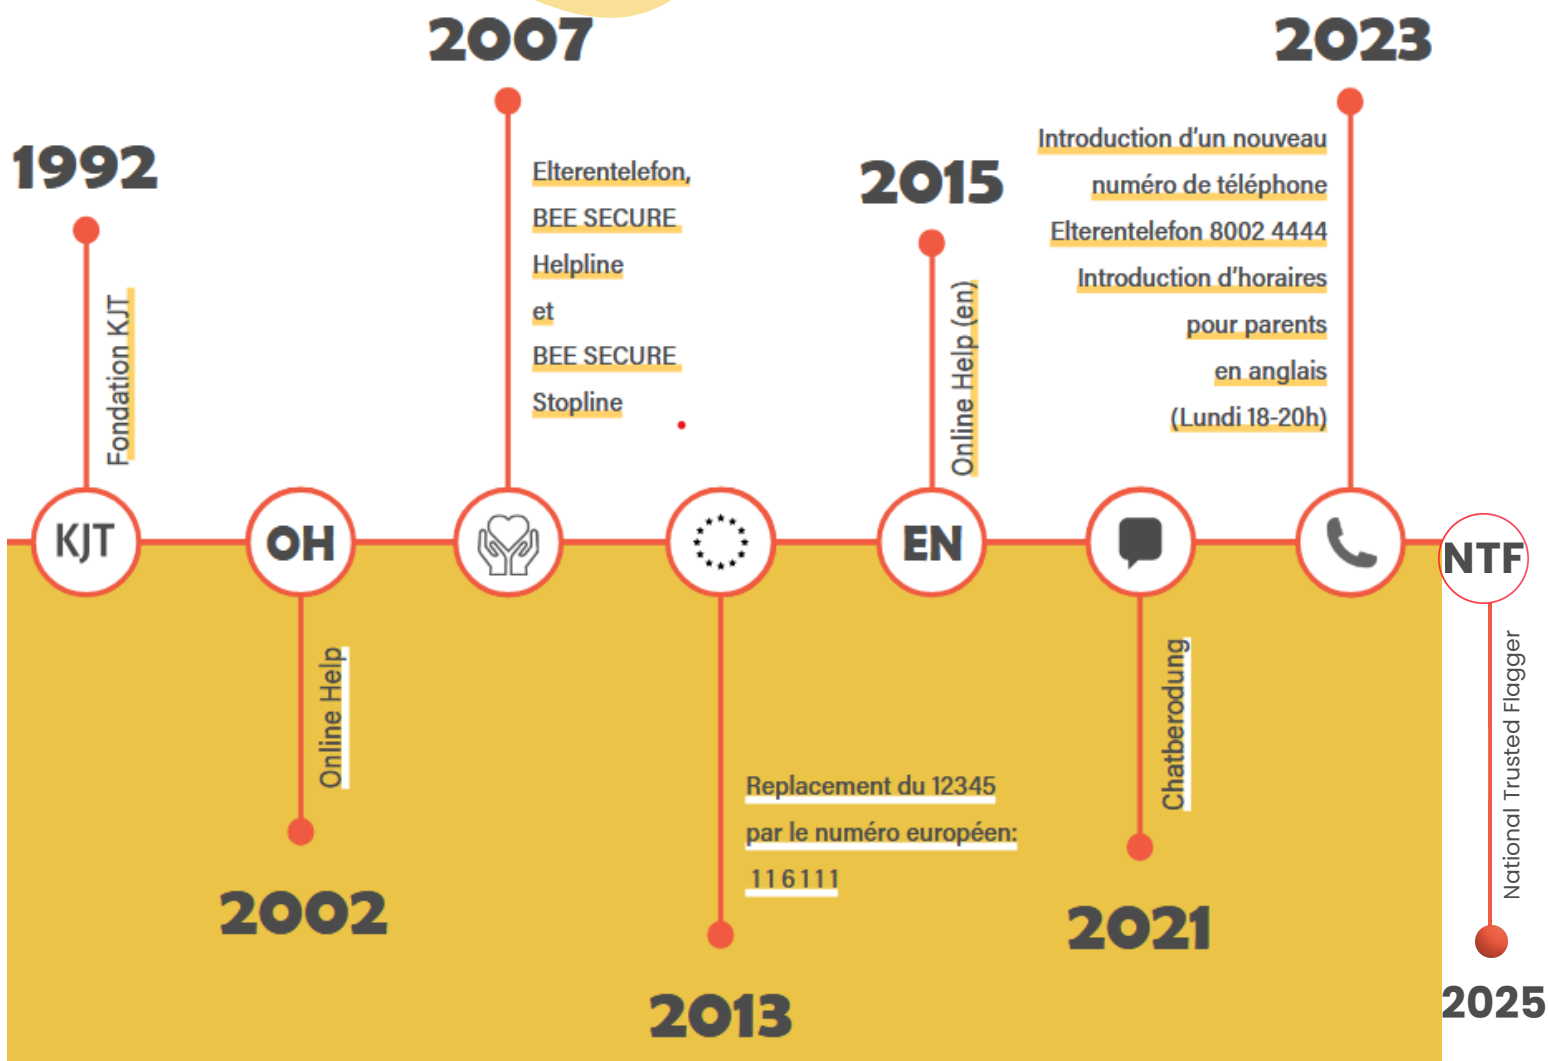 1992
Fondation KJT
KJT
OH
Online Help
2002
2007
Elterentelefon,
BEE SECURE
Helpline
et
BEE SECURE
Stopline
Replacement du 12345
par le numéro européen:
116111
2013
2015
Online Help (en)
EN
Chatberodung
2021
2023
Introduction d'un nouveau
numéro de téléphone
Elterentelefon 8002 4444
Introduction d'horaires
pour parents
en anglais
(Lundi 18-20h)
NTF
National Trusted Flagger
2025